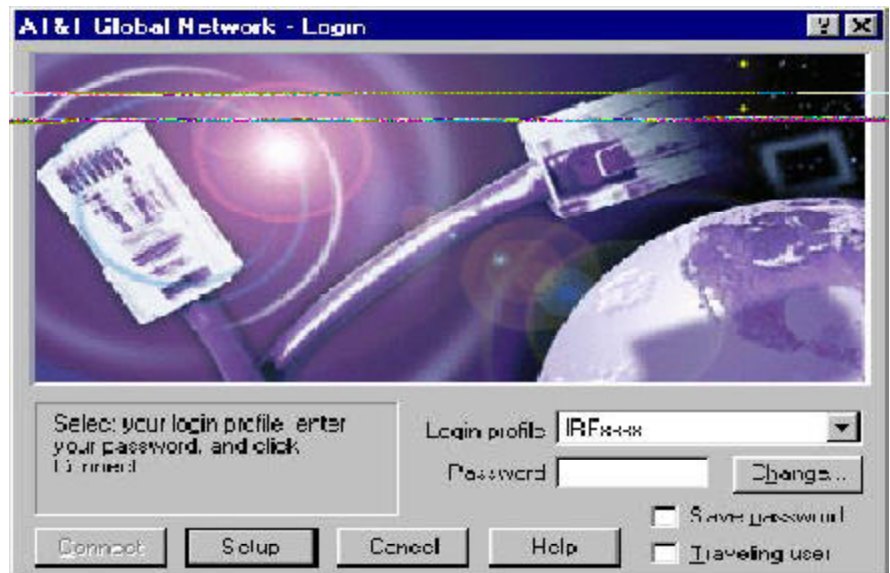 AT&T Global Network - Login
Select your login profile, enter
your password, and click
Connect
Login profile
Password
Change...
Save password
Traveling user
Connect
Setup
Cancel
Help